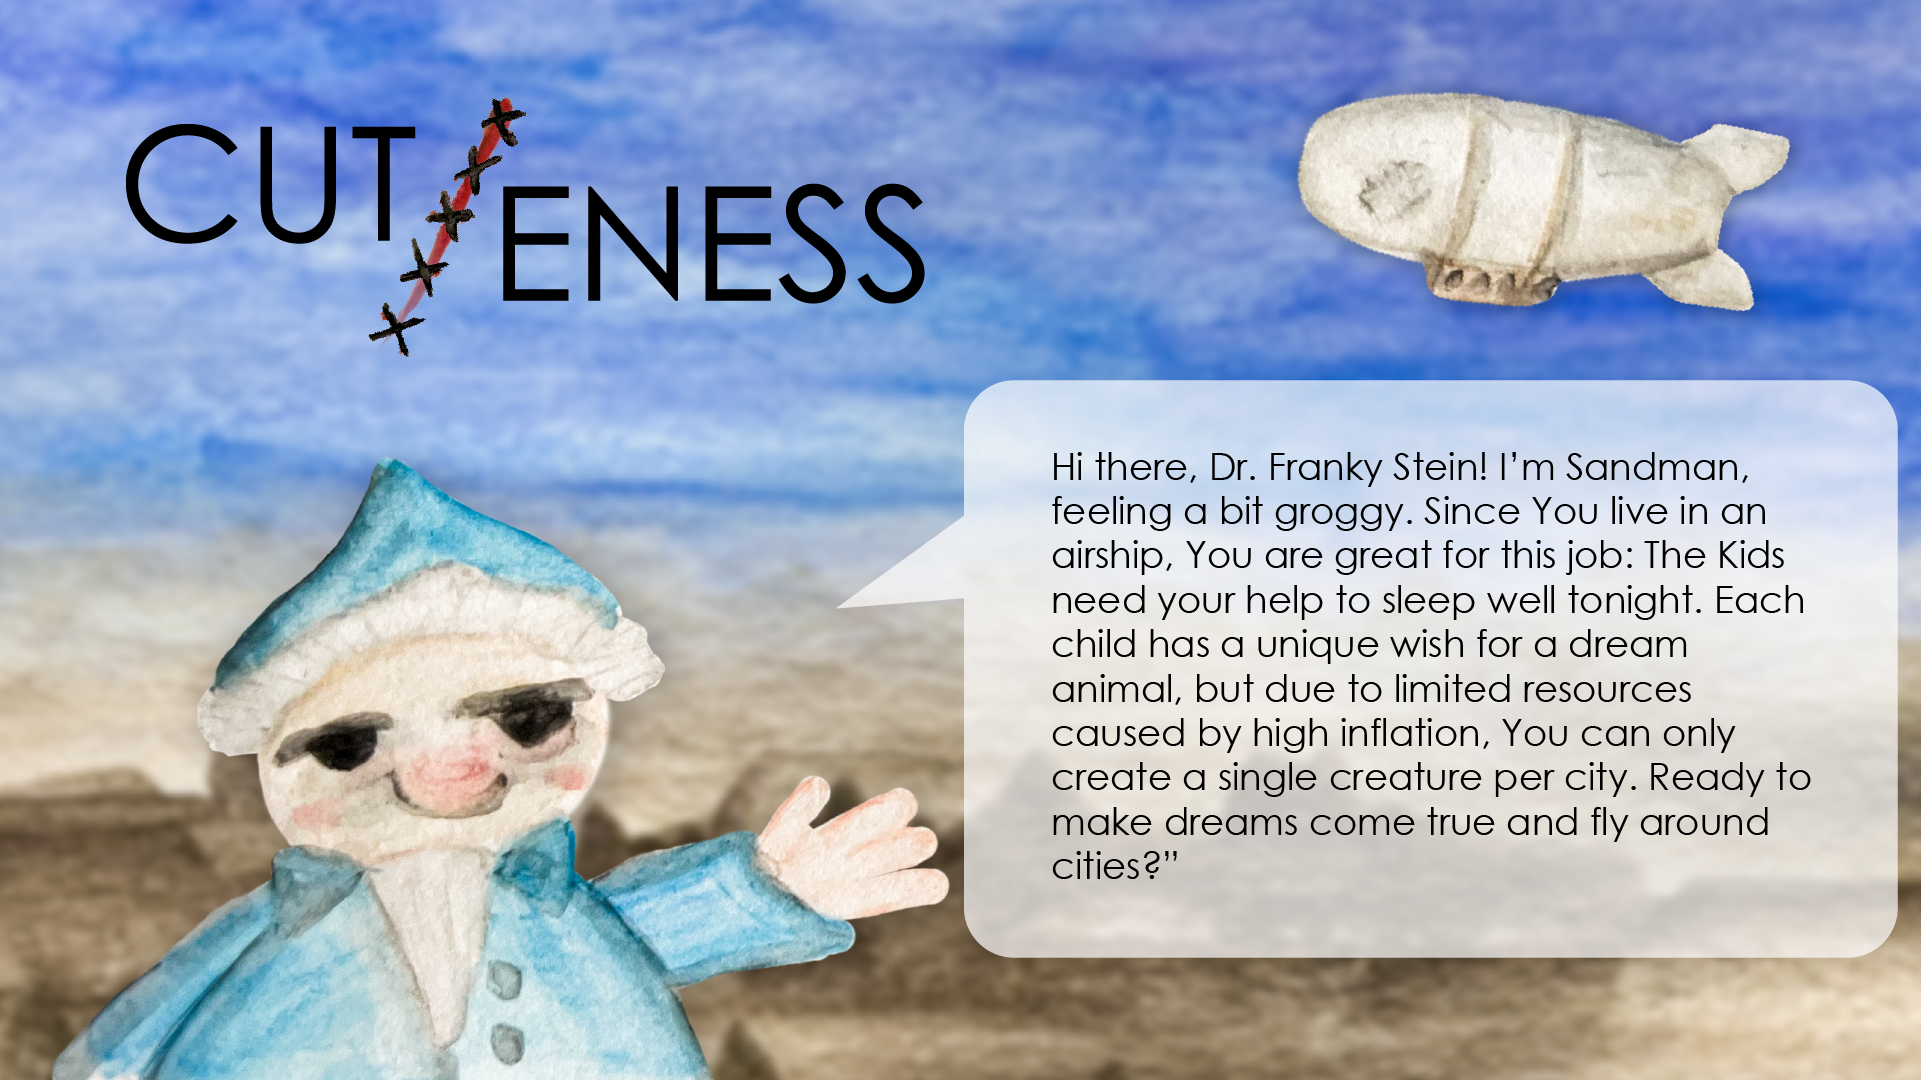 CUT ENESS
Hi there, Dr. Franky Stein! I’m Sandman,
feeling a bit groggy. Since You live in an
airship, You are great for this job: The Kids
need your help to sleep well tonight. Each
child has a unique wish for a dream
animal, but due to limited resources
caused by high inflation, You can only
create a single creature per city. Ready to
make dreams come true and fly around
cities?”